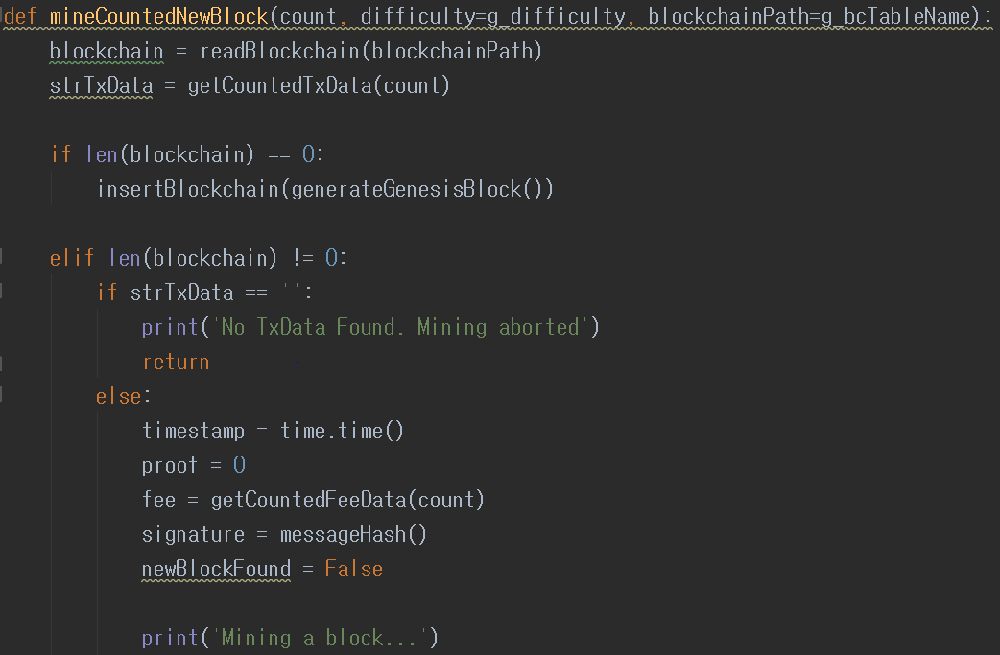 def mineCountedNewBlock(count, difficulty=g_difficulty, blockchainPath=g_bcTableName):
    blockchain = readBlockchain(blockchainPath)
    strTxData = getCountedTxData(count)

    if len(blockchain) == 0:
        insertBlockchain(generateGenesisBlock())

    elif len(blockchain) != 0:
        if strTxData == '':
            print('No TxData Found. Mining aborted')
            return
        else:
            timestamp = time.time()
            proof = 0
            fee = getCountedFeeData(count)
            signature = messageHash()
            newBlockFound = False

            print('Mining a block...')